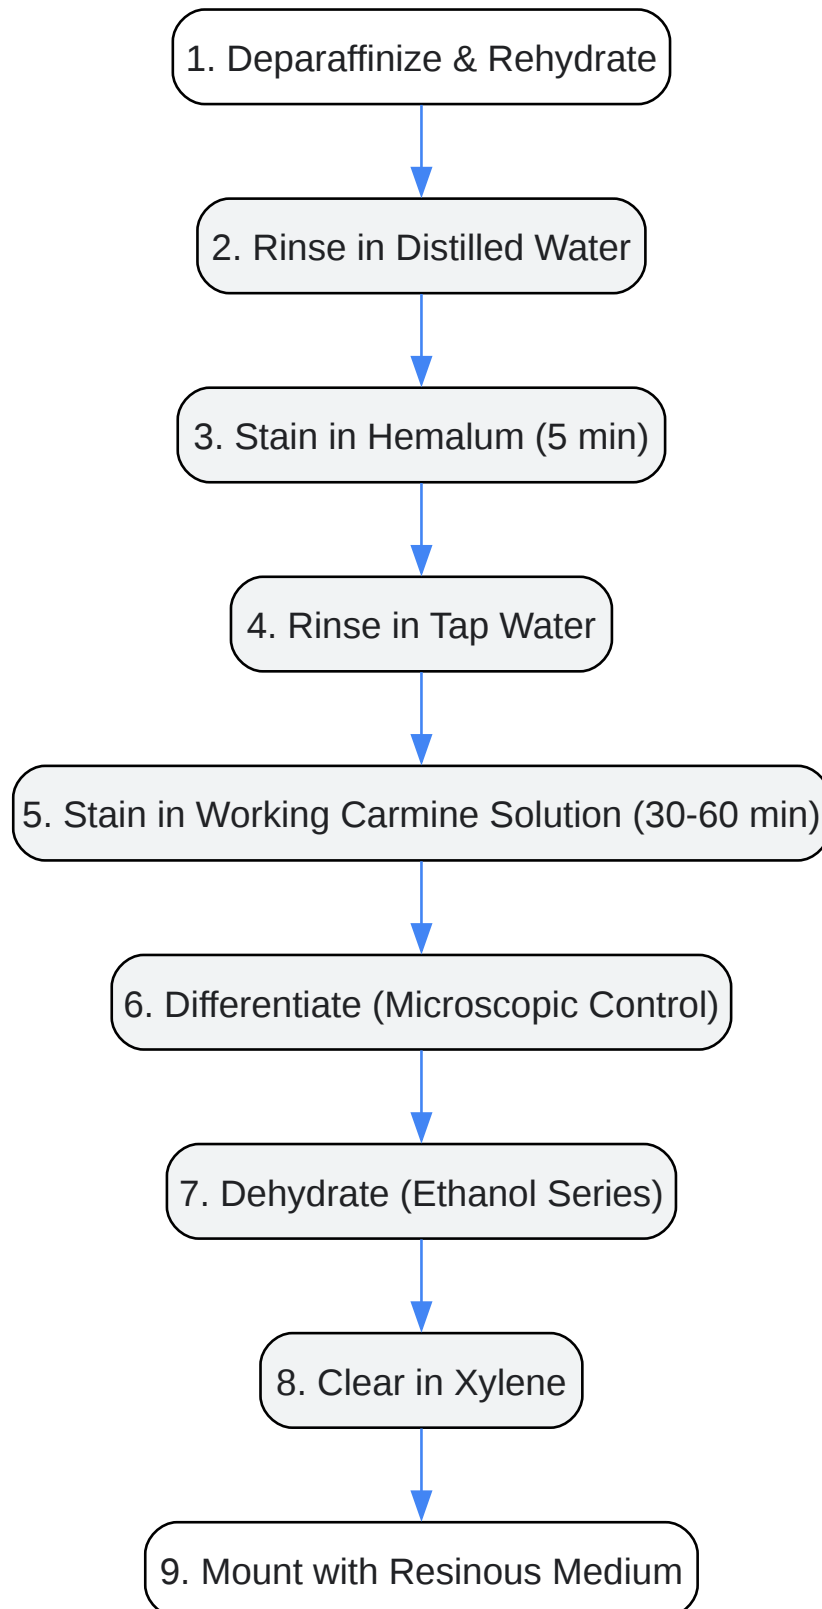 1. Deparaffinize & Rehydrate
2. Rinse in Distilled Water
3. Stain in Hemalum (5 min)
4. Rinse in Tap Water
5. Stain in Working Carmine Solution (30-60 min)
6. Differentiate (Microscopic Control)
7. Dehydrate (Ethanol Series)
8. Clear in Xylene
9. Mount with Resinous Medium